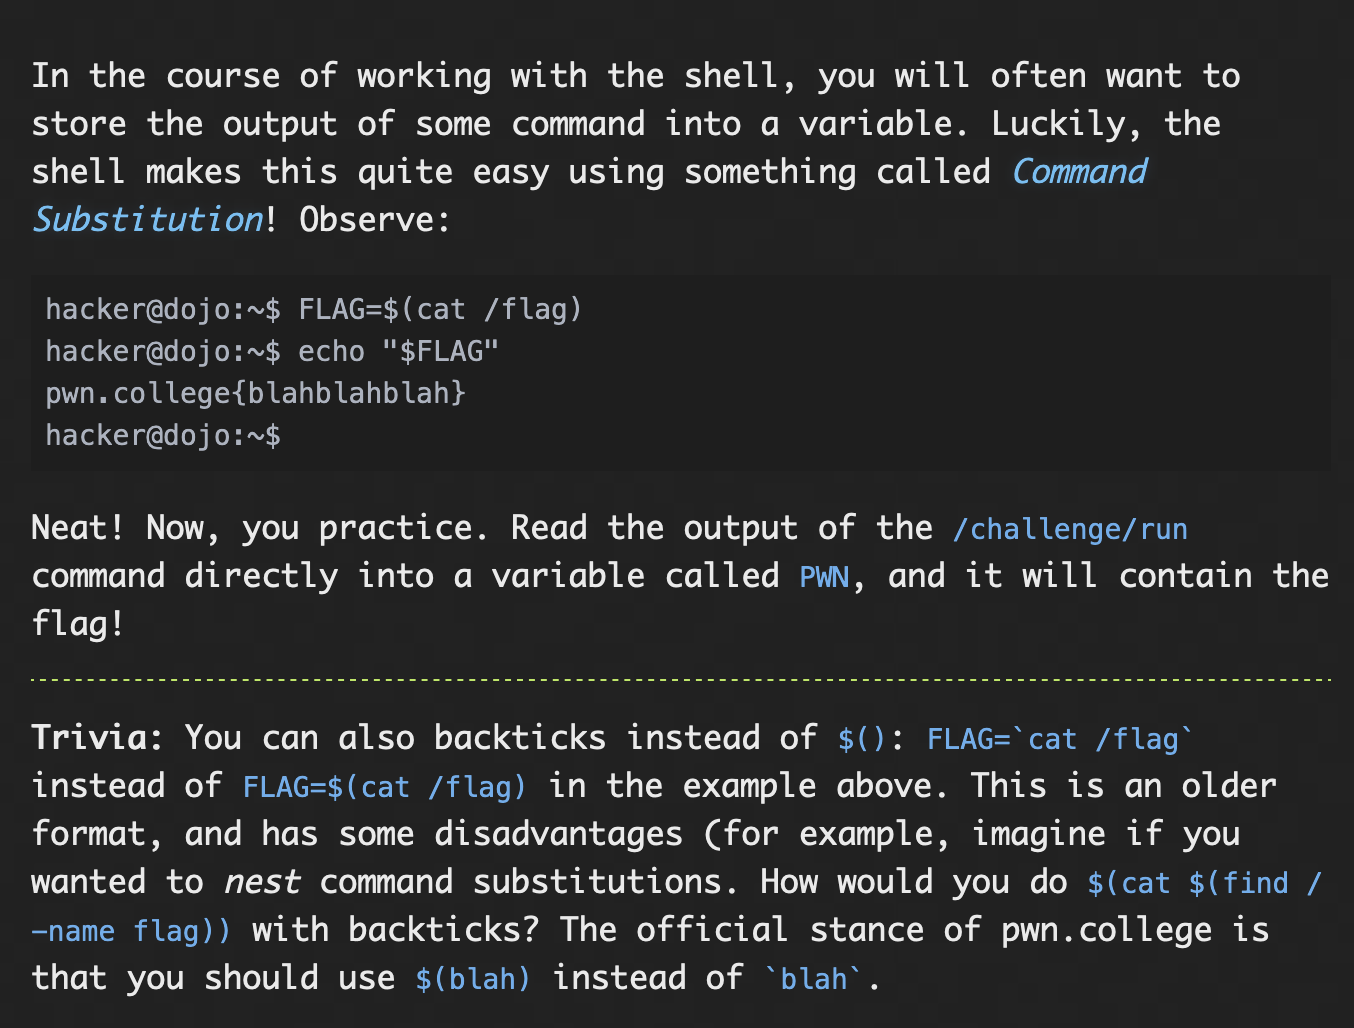 In the course of working with the shell, you will often want to
store the output of some command into a variable. Luckily, the
shell makes this quite easy using something called Command
Substitution! Observe:
hacker@dojo:~$ FLAG=$(cat /flag)
hacker@dojo:~$ echo "$FLAG"
pwn.college{blahblahblah}
hacker@dojo:~$
Neat! Now, you practice. Read the output of the /challenge/run
command directly into a variable called PWN, and it will contain the
flag!
Trivia: You can also backticks instead of $(): FLAG=`cat /flag`
instead of FLAG=$(cat /flag) in the example above. This is an older
format, and has some disadvantages (for example, imagine if you
wanted to nest command substitutions. How would you do $(cat $(find /
-name flag)) with backticks? The official stance of pwn.college is
that you should use $(blah) instead of `blah`.